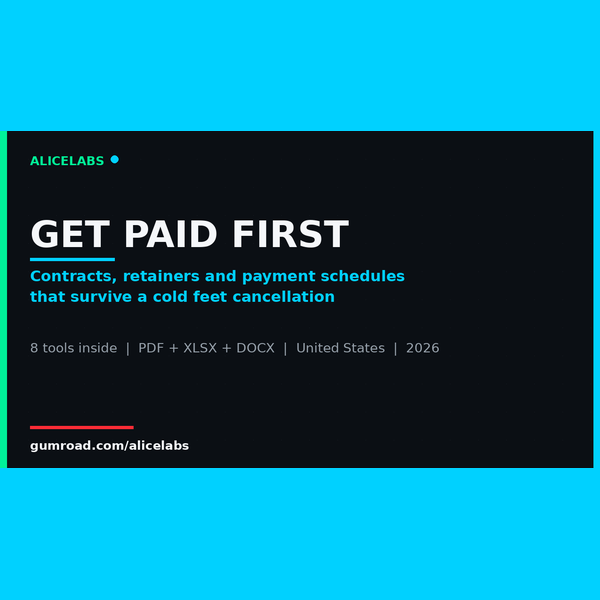 ALICELABS
GET PAID FIRST
Contracts, retainers and payment schedules
that survive a cold feet cancellation
8 tools inside | PDF + XLSX + DOCX | United States | 2026
gumroad.com/alicelabs